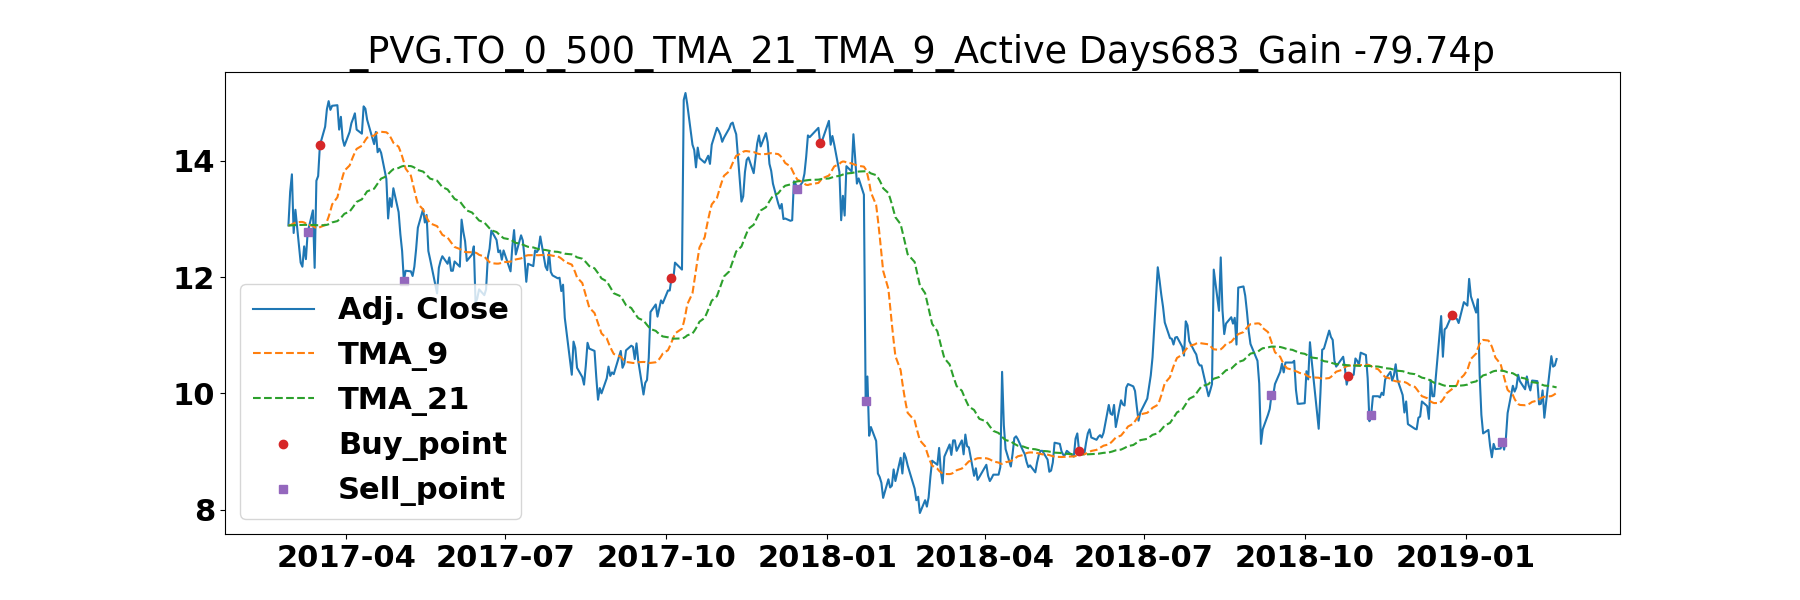 _PVG.TO_0_500_TMA_21_TMA_9_Active Days683_Gain -79.74p
14
12
10
8
Adj. Close
TMA_9
TMA_21
Buy_point
Sell_point
2017-04 2017-07 2017-10 2018-01 2018-04 2018-07 2018-10 2019-01